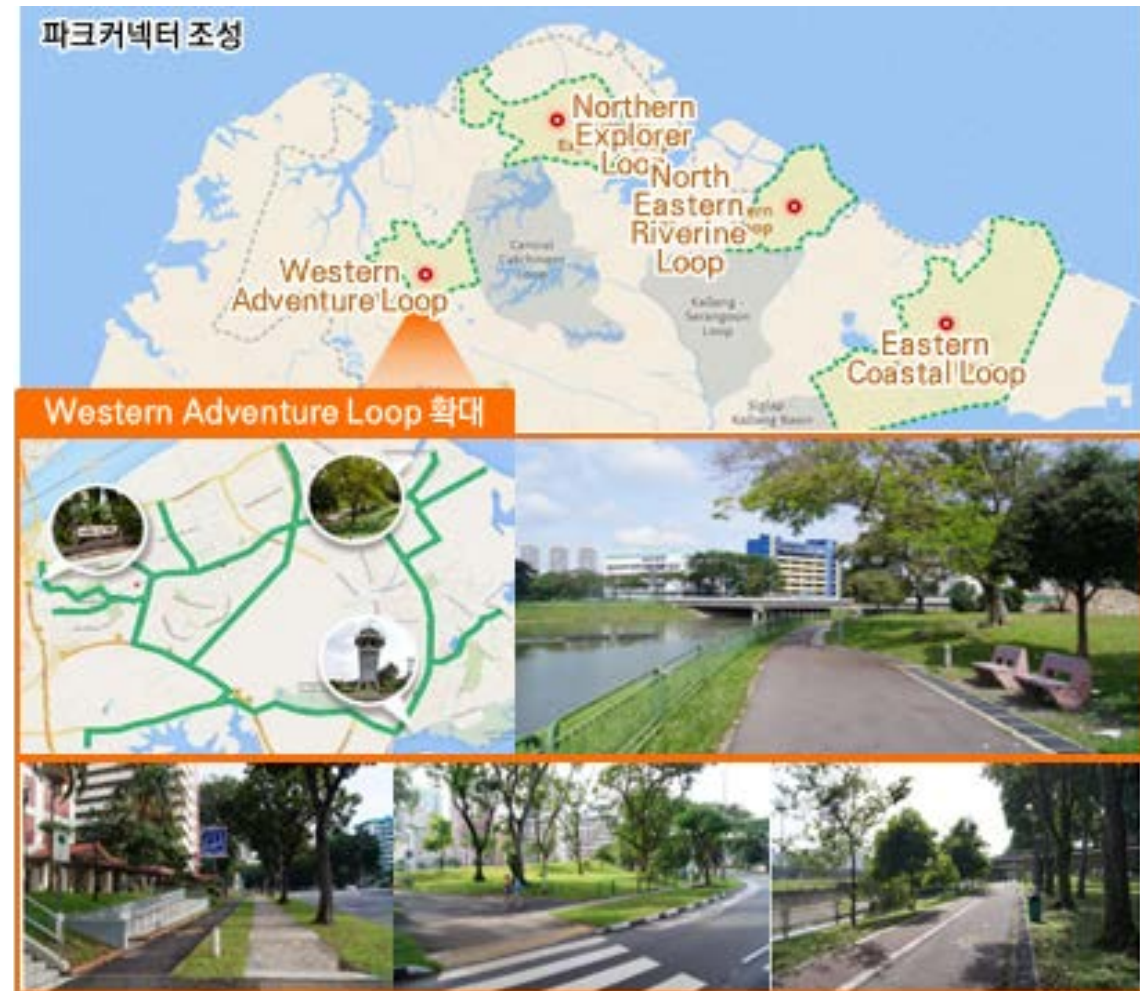 파크커넥터 조성
Northern
Explorer
Loop
North
Eastern
Riverine
Loop
Central
Catchment
Loop
Western
Adventure Loop
Kallang -
Serangoon
Loop
Eastern
Coastal Loop
Siglap -
Kallang Basin
Western Adventure Loop 확대